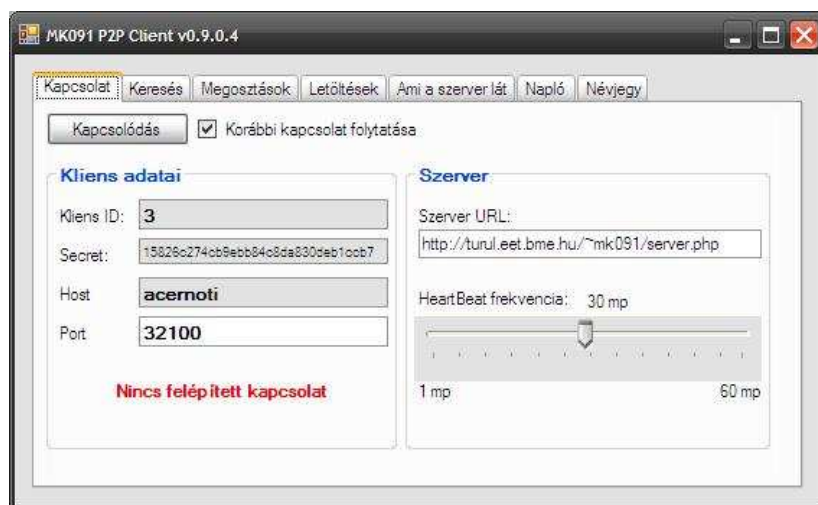 MK091 P2P Client v0.9.0.4
Kapcsolat Keresés Megosztások Letöltések Ami a szerver lát Napló Névjegy
Kapcsolódás Korábbi kapcsolat folytatása
Kliens adatai
Kliens ID: 3
Secret: 15826c274cb9ebb84c8da830deb1ccb7
Host acernoti
Port 32100
Nincs felépített kapcsolat
Szerver
Szerver URL:
http://turul.eet.bme.hu/~mk091/server.php
HeartBeat frekvencia: 30 mp
1 mp 60 mp